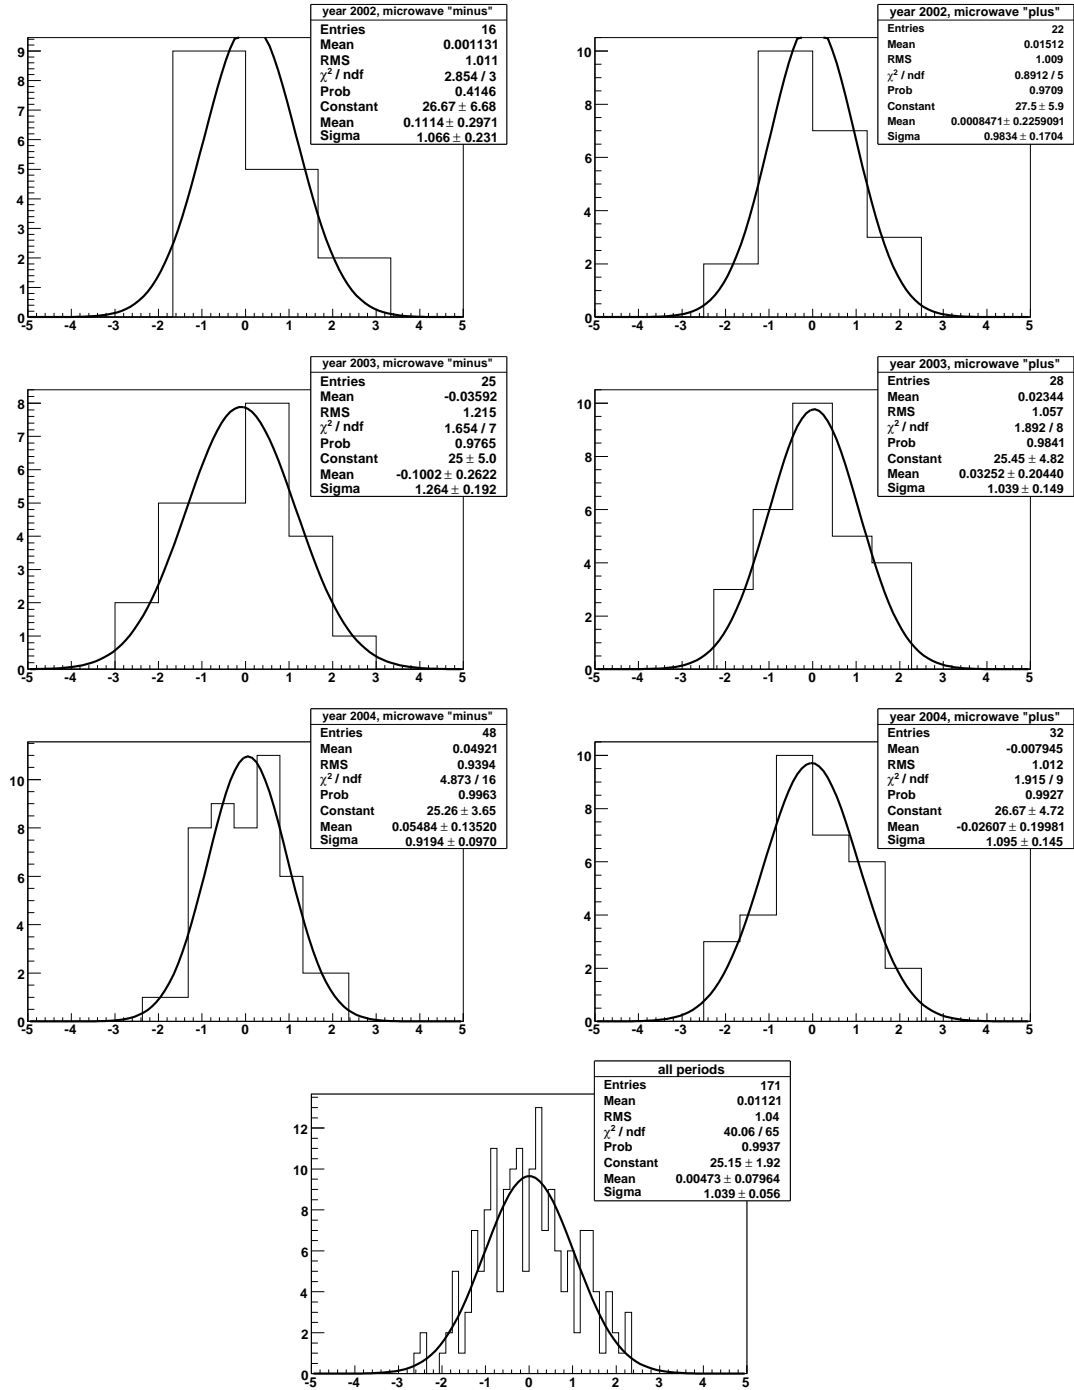 year 2002, microwave "minus"
Entries 16
Mean 0.001131
RMS 1.011
χ² / ndf 2.854 / 3
Prob 0.4146
Constant 26.67 ± 6.68
Mean 0.1114 ± 0.2971
Sigma 1.066 ± 0.231
9
8
7
6
5
4
3
2
1
0
-5 -4 -3 -2 -1 0 1 2 3 4 5
year 2002, microwave "plus"
Entries 22
Mean 0.01512
RMS 1.009
χ² / ndf 0.8912 / 5
Prob 0.9709
Constant 27.5 ± 5.9
Mean 0.0008471 ± 0.2259091
Sigma 0.9834 ± 0.1704
10
8
6
4
2
0
-5 -4 -3 -2 -1 0 1 2 3 4 5
year 2003, microwave "minus"
Entries 25
Mean -0.03592
RMS 1.215
χ² / ndf 1.654 / 7
Prob 0.9765
Constant 25 ± 5.0
Mean -0.1002 ± 0.2622
Sigma 1.264 ± 0.192
8
7
6
5
4
3
2
1
0
-5 -4 -3 -2 -1 0 1 2 3 4 5
year 2003, microwave "plus"
Entries 28
Mean 0.02344
RMS 1.057
χ² / ndf 1.892 / 8
Prob 0.9841
Constant 25.45 ± 4.82
Mean 0.03252 ± 0.20440
Sigma 1.039 ± 0.149
10
8
6
4
2
0
-5 -4 -3 -2 -1 0 1 2 3 4 5
year 2004, microwave "minus"
Entries 48
Mean 0.04921
RMS 0.9394
χ² / ndf 4.873 / 16
Prob 0.9963
Constant 25.26 ± 3.65
Mean 0.05484 ± 0.13520
Sigma 0.9194 ± 0.0970
10
8
6
4
2
0
-5 -4 -3 -2 -1 0 1 2 3 4 5
year 2004, microwave "plus"
Entries 32
Mean -0.007945
RMS 1.012
χ² / ndf 1.915 / 9
Prob 0.9927
Constant 26.67 ± 4.72
Mean -0.02607 ± 0.19981
Sigma 1.095 ± 0.145
10
8
6
4
2
0
-5 -4 -3 -2 -1 0 1 2 3 4 5
all periods
Entries 171
Mean 0.01121
RMS 1.04
χ² / ndf 40.06 / 65
Prob 0.9937
Constant 25.15 ± 1.92
Mean 0.00473 ± 0.07964
Sigma 1.039 ± 0.056
12
10
8
6
4
2
0
-5 -4 -3 -2 -1 0 1 2 3 4 5